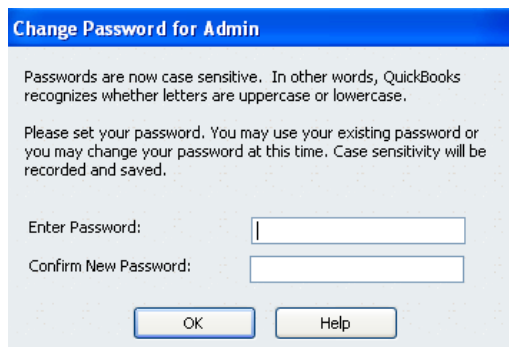 Change Password for Admin
Passwords are now case sensitive.  In other words, QuickBooks
recognizes whether letters are uppercase or lowercase.
Please set your password. You may use your existing password or
you may change your password at this time. Case sensitivity will be
recorded and saved.
Enter Password:
Confirm New Password:
OK Help